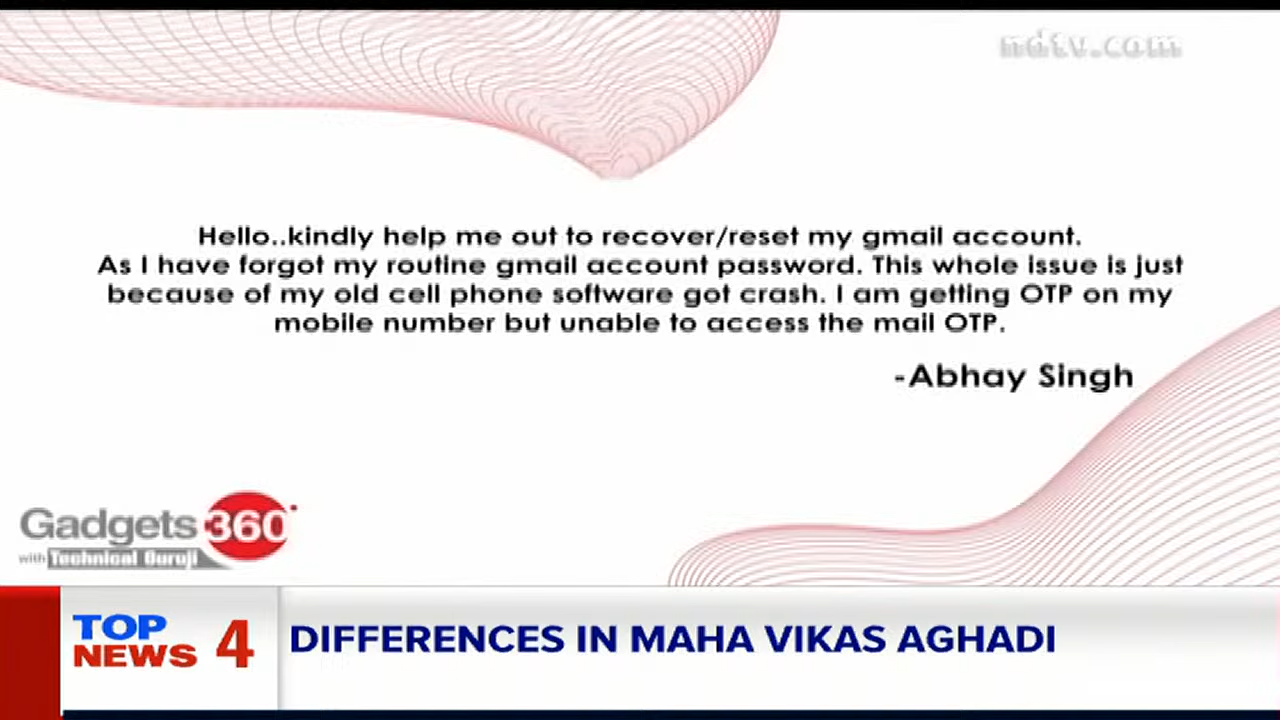 ndtv.com
Hello..kindly help me out to recover/reset my gmail account.
As I have forgot my routine gmail account password. This whole issue is just
because of my old cell phone software got crash. I am getting OTP on my
mobile number but unable to access the mail OTP.
-Abhay Singh
Gadgets 360°
with Technical Guruji
TOP NEWS 4
DIFFERENCES IN MAHA VIKAS AGHADI